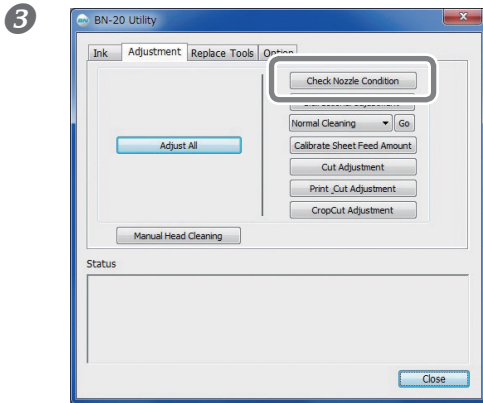 3
BN-20 Utility
Ink Adjustment Replace Tools Option
Check Nozzle Condition
Normal Cleaning Go
Adjust All Calibrate Sheet Feed Amount
Cut Adjustment
Print_Cut Adjustment
CropCut Adjustment
Manual Head Cleaning
Status
Close